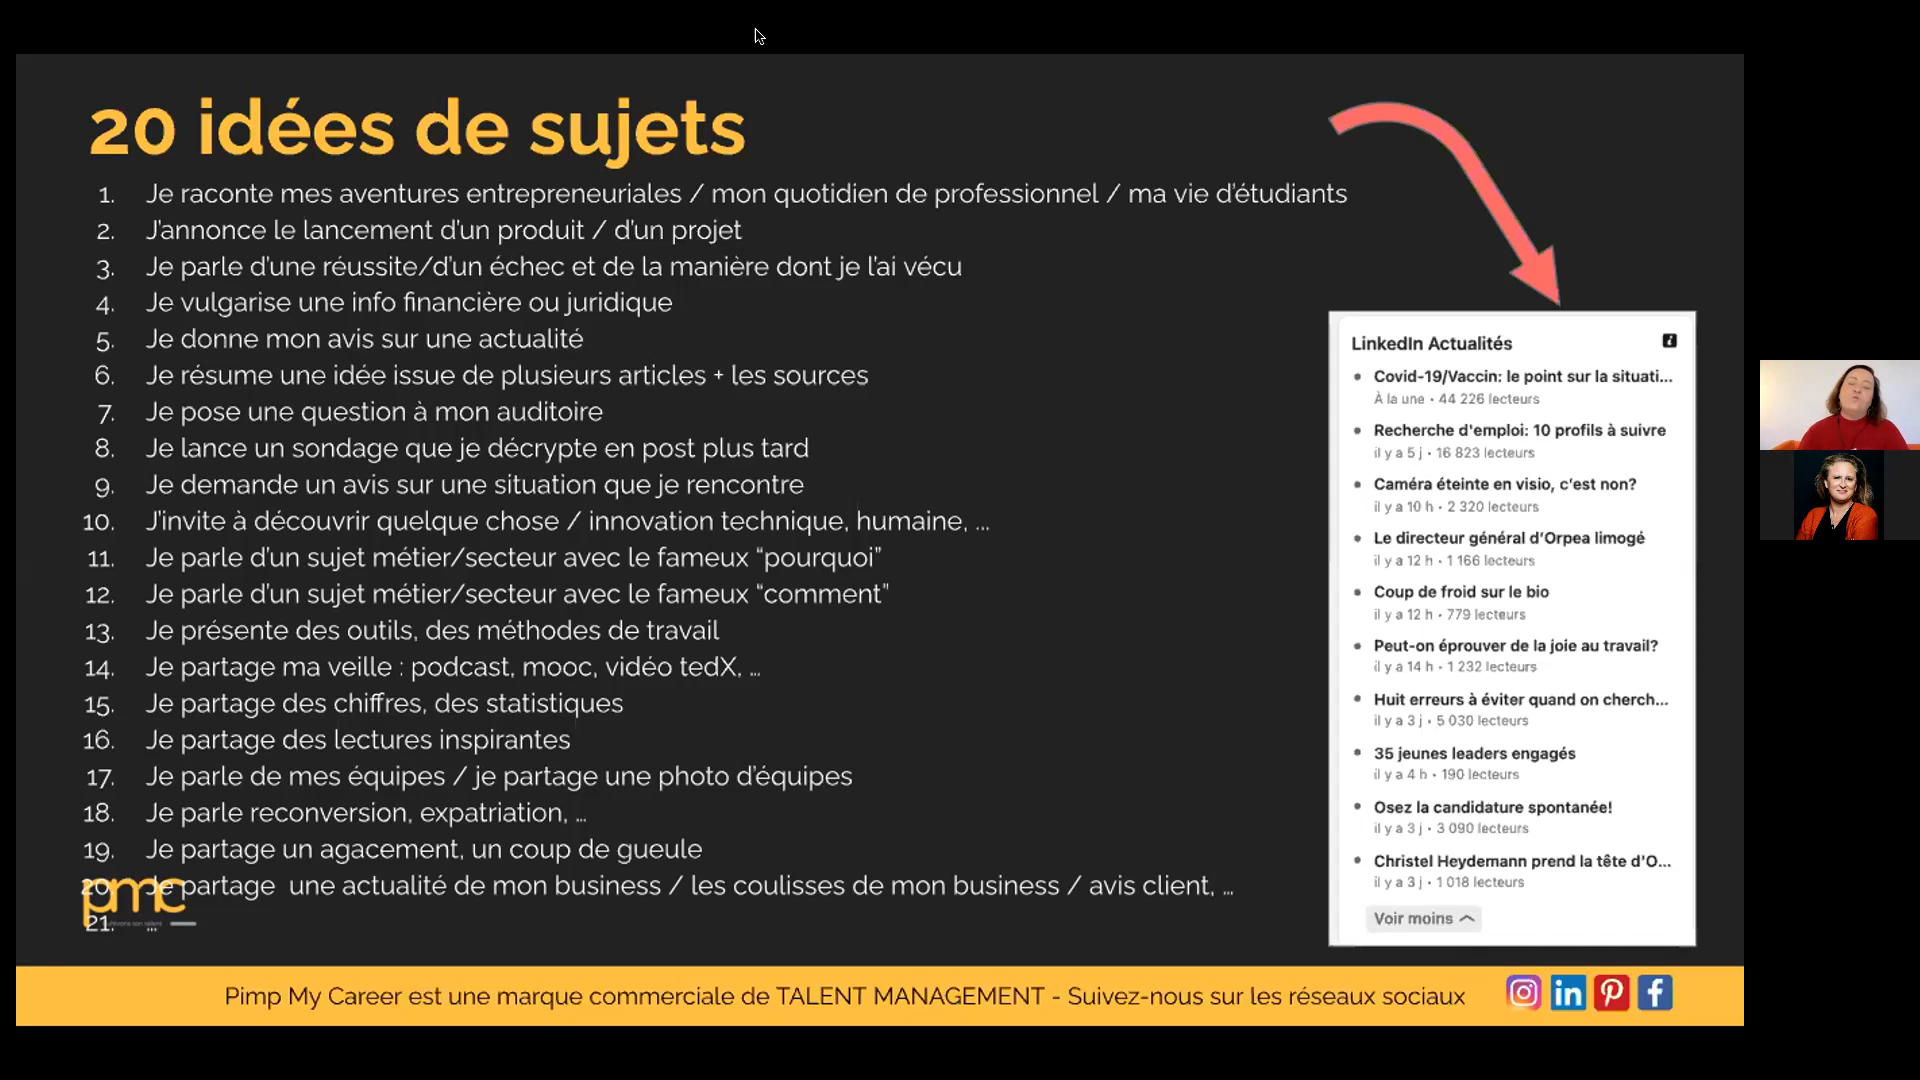 20 idées de sujets
1. Je raconte mes aventures entrepreneuriales / mon quotidien de professionnel / ma vie d'étudiants
2. J'annonce le lancement d'un produit / d'un projet
3. Je parle d'une réussite/d'un échec et de la manière dont je l'ai vécu
4. Je vulgarise une info financière ou juridique
5. Je donne mon avis sur une actualité
6. Je résume une idée issue de plusieurs articles + les sources
7. Je pose une question à mon auditoire
8. Je lance un sondage que je décrypte en post plus tard
9. Je demande un avis sur une situation que je rencontre
10. J'invite à découvrir quelque chose / innovation technique, humaine, ...
11. Je parle d'un sujet métier/secteur avec le fameux “pourquoi”
12. Je parle d'un sujet métier/secteur avec le fameux “comment”
13. Je présente des outils, des méthodes de travail
14. Je partage ma veille : podcast, mooc, vidéo tedX, ...
15. Je partage des chiffres, des statistiques
16. Je partage des lectures inspirantes
17. Je parle de mes équipes / je partage une photo d'équipes
18. Je parle reconversion, expatriation, ...
19. Je partage un agacement, un coup de gueule
20. Je partage une actualité de mon business / les coulisses de mon business / avis client, ...
21. ...
pmc
LinkedIn Actualités
Covid-19/Vaccin: le point sur la situati...
À la une • 44 226 lecteurs
Recherche d'emploi: 10 profils à suivre
il y a 5 j • 16 823 lecteurs
Caméra éteinte en visio, c'est non?
il y a 10 h • 2 320 lecteurs
Le directeur général d'Orpea limogé
il y a 12 h • 1 166 lecteurs
Coup de froid sur le bio
il y a 12 h • 779 lecteurs
Peut-on éprouver de la joie au travail?
il y a 14 h • 1 232 lecteurs
Huit erreurs à éviter quand on cherch...
il y a 3 j • 5 030 lecteurs
35 jeunes leaders engagés
il y a 4 h • 190 lecteurs
Osez la candidature spontanée!
il y a 3 j • 3 090 lecteurs
Christel Heydemann prend la tête d'O...
il y a 3 j • 1 018 lecteurs
Voir moins
Pimp My Career est une marque commerciale de TALENT MANAGEMENT - Suivez-nous sur les réseaux sociaux